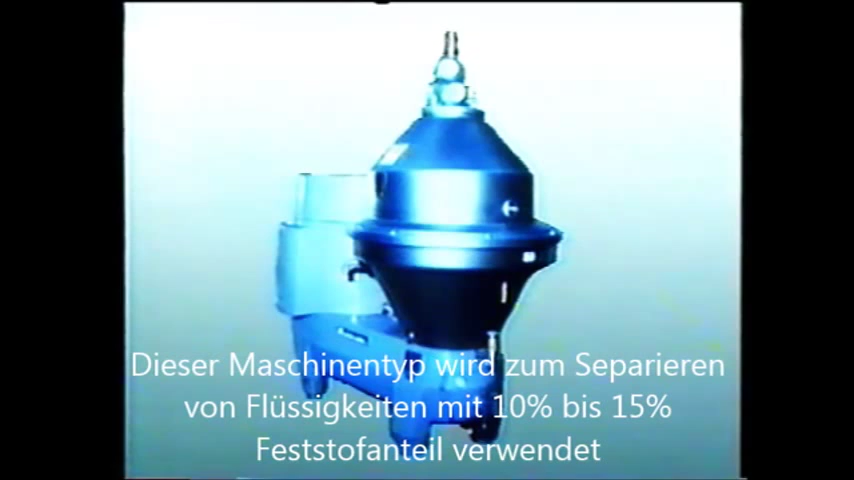 Dieser Maschinentyp wird zum Separieren
von Flüssigkeiten mit 10% bis 15%
Feststofanteil verwendet